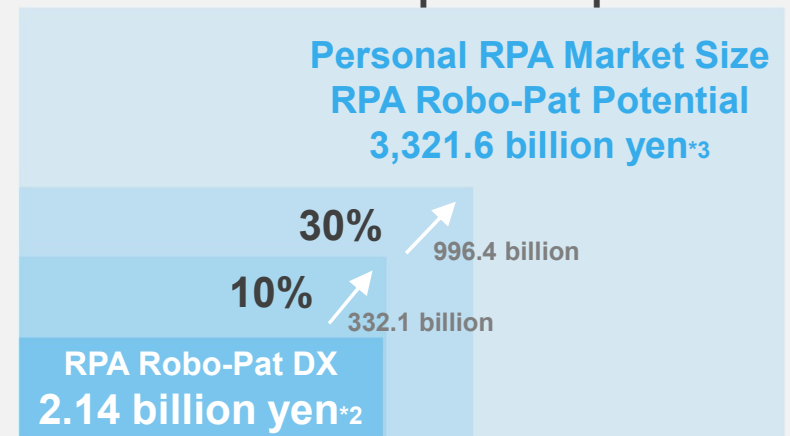 Personal RPA Market Size
RPA Robo-Pat Potential
3,321.6 billion yen*3
30%
996.4 billion
10%
332.1 billion
RPA Robo-Pat DX
2.14 billion yen*2